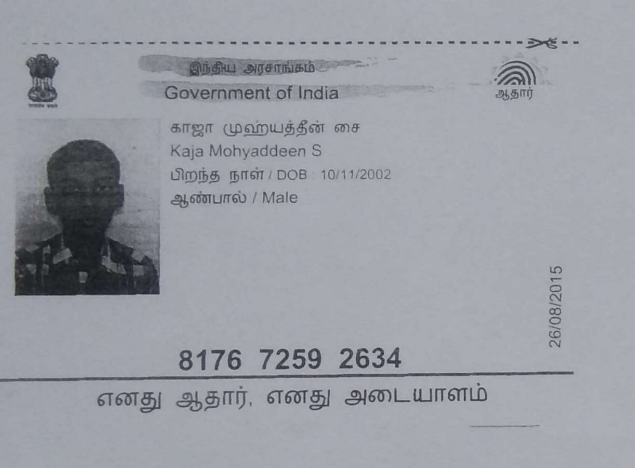 இந்திய அரசாங்கம்
Government of India
ஆதார்
காஜா முஹ்யத்தீன் சை
Kaja Mohyaddeen S
பிறந்த நாள் / DOB : 10/11/2002
ஆண்பால் / Male
26/08/2015
8176 7259 2634
எனது ஆதார், எனது அடையாளம்